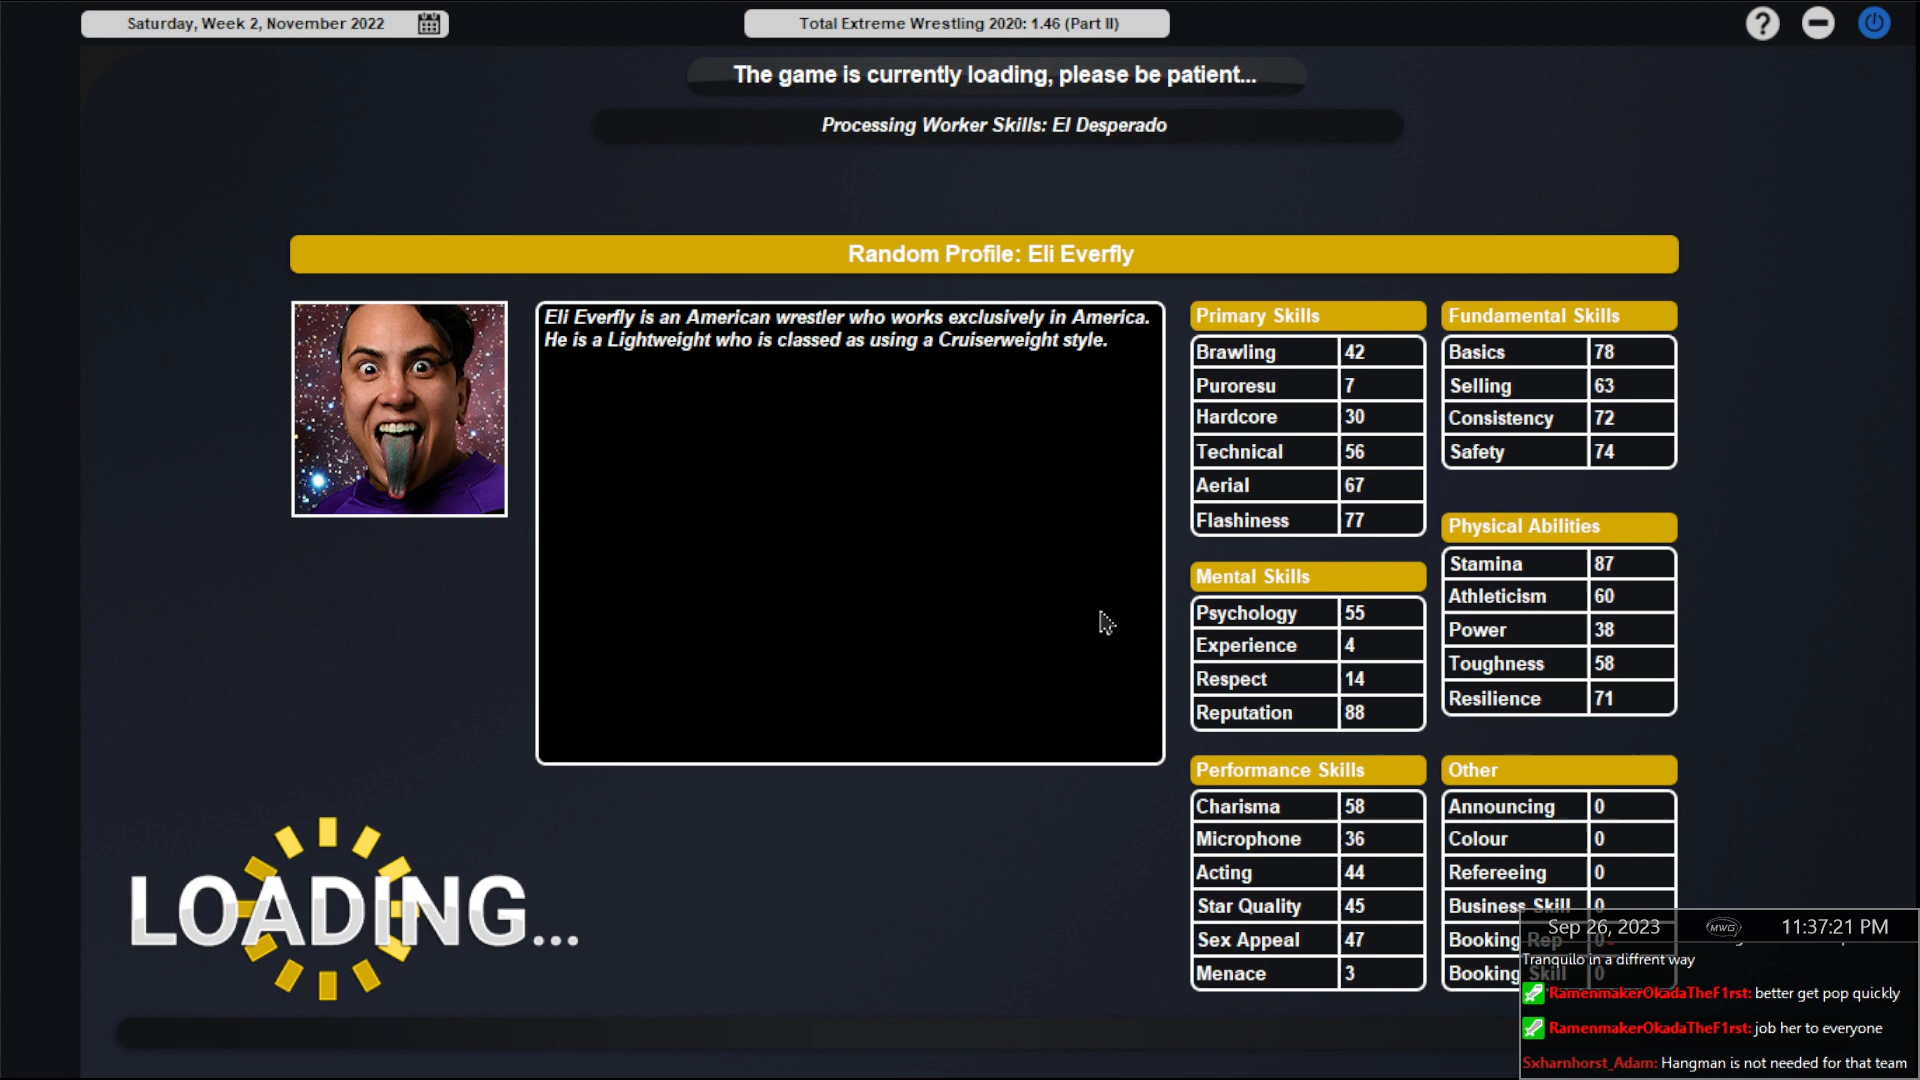 Saturday, Week 2, November 2022
Total Extreme Wrestling 2020: 1.46 (Part II)
The game is currently loading, please be patient...
Processing Worker Skills: El Desperado
Random Profile: Eli Everfly
Eli Everfly is an American wrestler who works exclusively in America.
He is a Lightweight who is classed as using a Cruiserweight style.
Primary Skills
Brawling 42
Puroresu 7
Hardcore 30
Technical 56
Aerial 67
Flashiness 77
Mental Skills
Psychology 55
Experience 4
Respect 14
Reputation 88
Performance Skills
Charisma 58
Microphone 36
Acting 44
Star Quality 45
Sex Appeal 47
Menace 3
Fundamental Skills
Basics 78
Selling 63
Consistency 72
Safety 74
Physical Abilities
Stamina 87
Athleticism 60
Power 38
Toughness 58
Resilience 71
Other
Announcing 0
Colour 0
Refereeing 0
Business Skill 0
Booking Rep 0
Booking Skill 0
LOADING...
Sep 26, 2023 MWG 11:37:21 PM
Tranquilo in a diffrent way
RamenmakerOkadaTheF1rst: better get pop quickly
RamenmakerOkadaTheF1rst: job her to everyone
Sxharnhorst_Adam: Hangman is not needed for that team